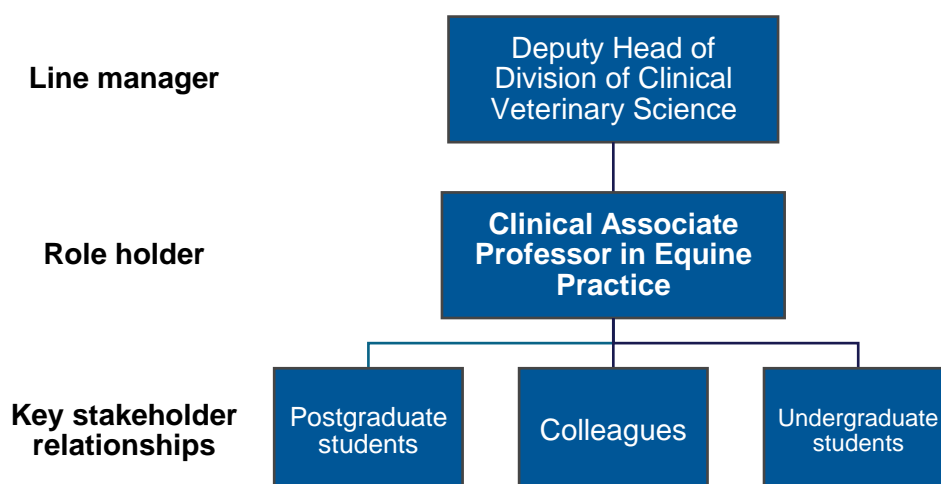 Line manager
Deputy Head of
Division of Clinical
Veterinary Science
Role holder
Clinical Associate
Professor in Equine
Practice
Key stakeholder
relationships
Postgraduate
students
Colleagues
Undergraduate
students